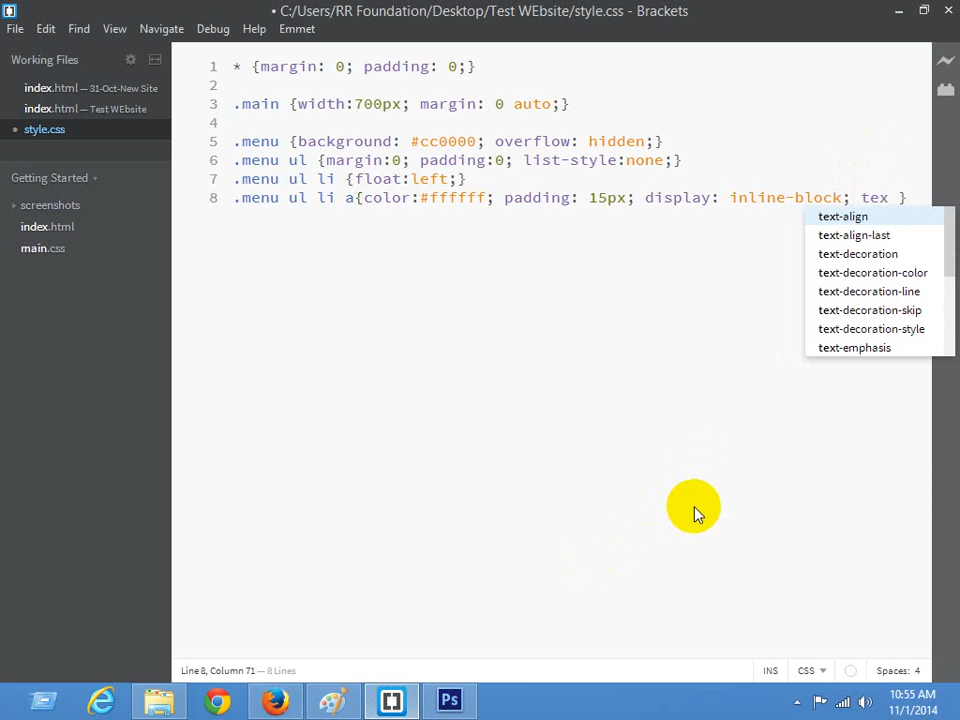 • C:/Users/RR Foundation/Desktop/Test WEbsite/style.css - Brackets
File Edit Find View Navigate Debug Help Emmet
Working Files
index.html — 31-Oct-New Site
index.html — Test WEbsite
• style.css
Getting Started
screenshots
index.html
main.css
1 * {margin: 0; padding: 0;}
2
3 .main {width:700px; margin: 0 auto;}
4
5 .menu {background: #cc0000; overflow: hidden;}
6 .menu ul {margin:0; padding:0; list-style:none;}
7 .menu ul li {float:left;}
8 .menu ul li a{color:#ffffff; padding: 15px; display: inline-block; tex }
text-align
text-align-last
text-decoration
text-decoration-color
text-decoration-line
text-decoration-skip
text-decoration-style
text-emphasis
Line 8, Column 71 — 8 Lines
INS CSS Spaces: 4
Ps
10:55 AM
11/1/2014